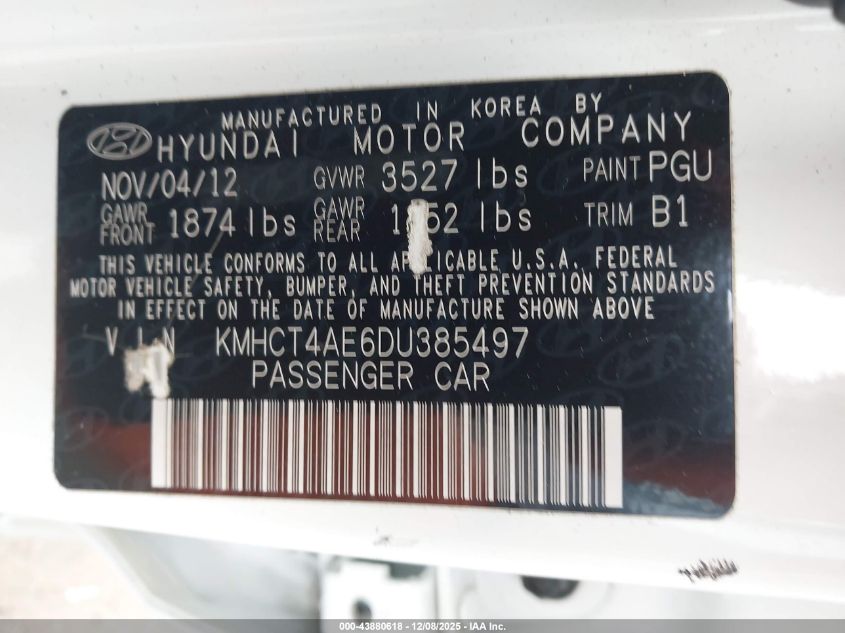 MANUFACTURED IN KOREA BY
HYUNDAI MOTOR COMPANY
NOV/04/12 GVWR 3527 lbs PAINT PGU
GAWR FRONT 1874 lbs GAWR REAR lbs TRIM B1
THIS VEHICLE CONFORMS TO ALL U.S.A. FEDERAL
MOTOR VEHICLE SAFETY, BUMPER, AND THEFT PREVENTION STANDARDS
IN EFFECT ON THE DATE OF MANUFACTURE SHOWN ABOVE
V I N KMHCT4AE6DU385497
PASSENGER CAR
000-43880618 - 12/08/2025 - IAA Inc.